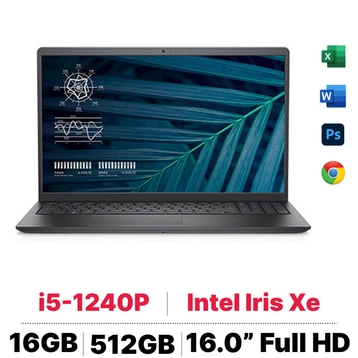 i5-1240P | Intel Iris Xe
16GB | 512GB | 16.0” Full HD